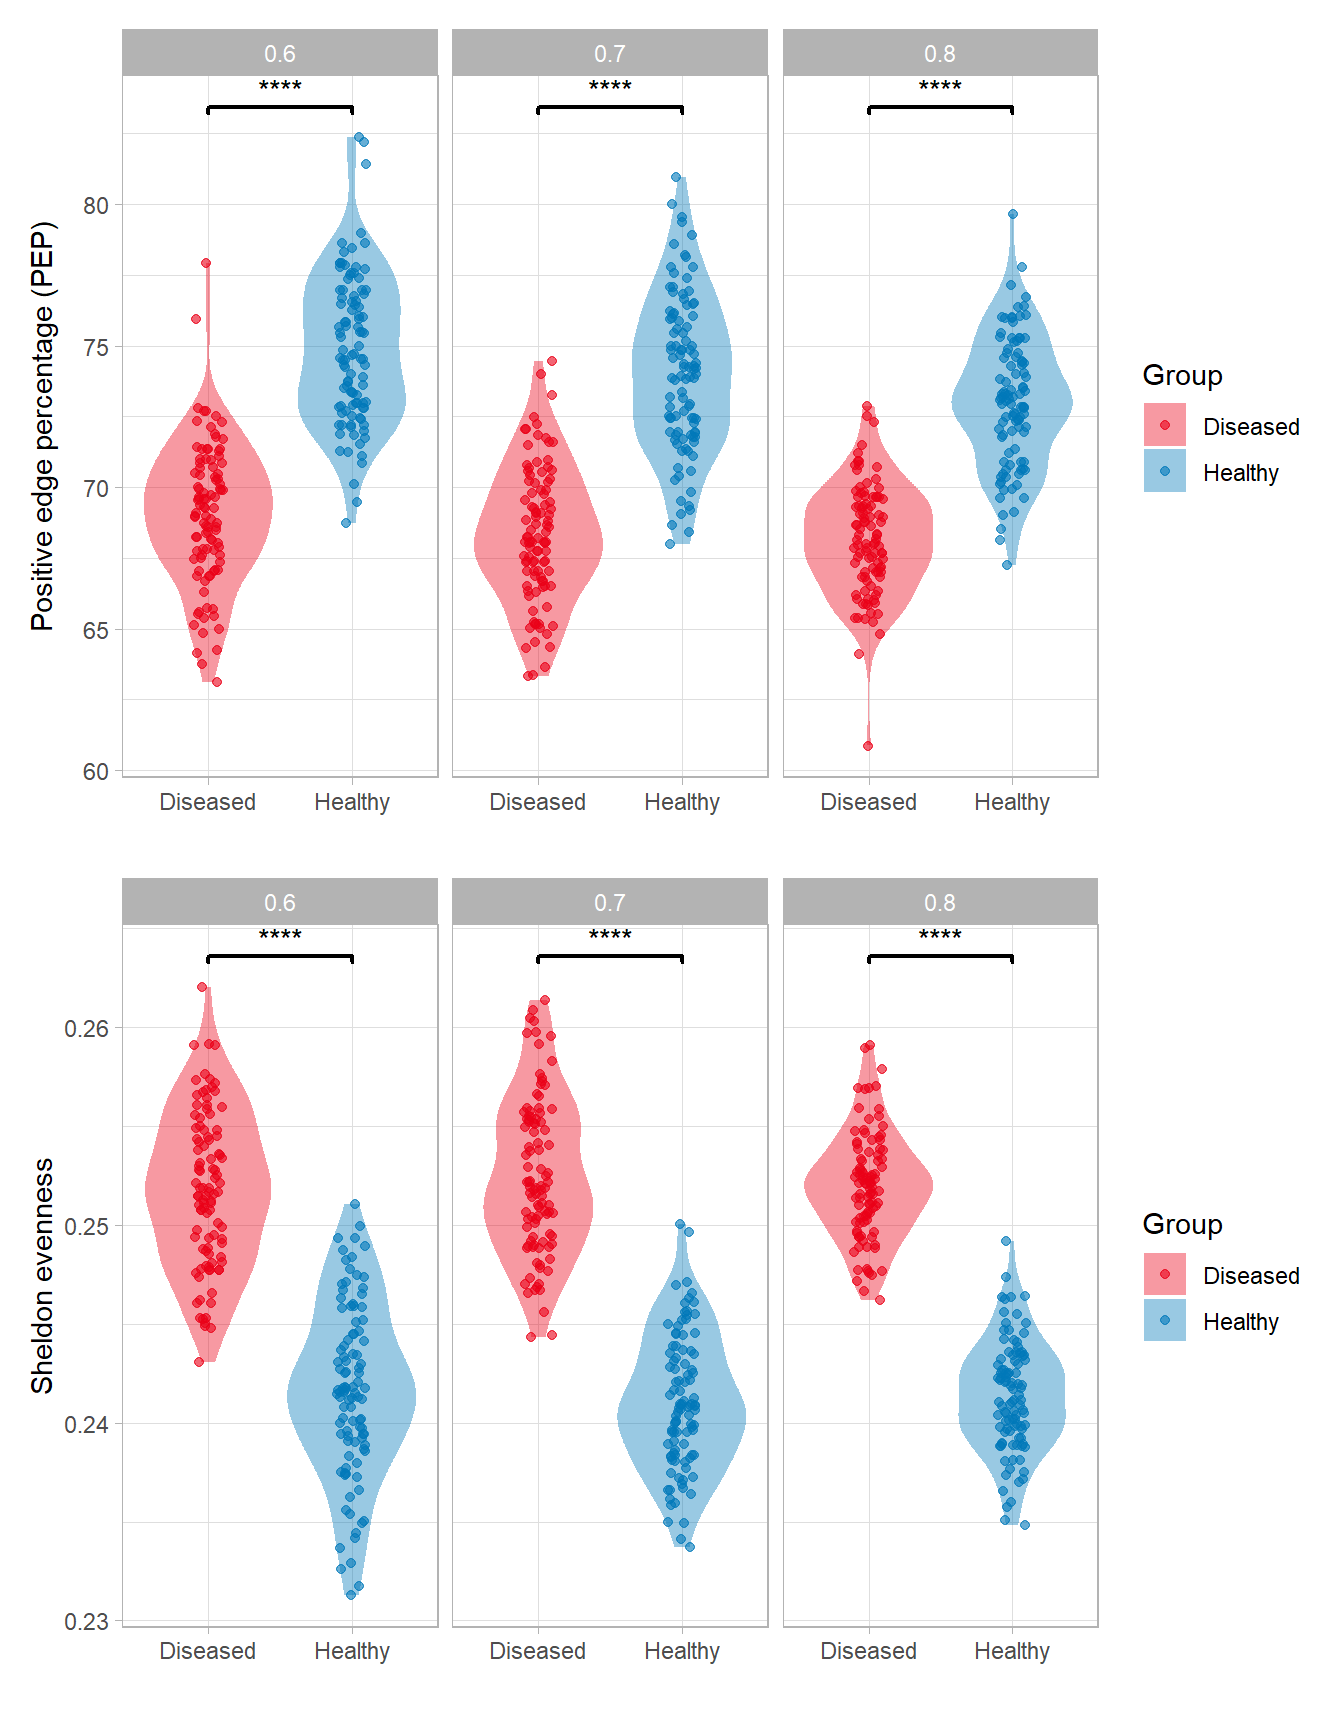 0.6 0.7 0.8
**** **** ****
Positive edge percentage (PEP)
80
75
70
65
60
Diseased Healthy Diseased Healthy Diseased Healthy
Group
Diseased
Healthy
0.6 0.7 0.8
**** **** ****
Sheldon evenness
0.26
0.25
0.24
0.23
Diseased Healthy Diseased Healthy Diseased Healthy
Group
Diseased
Healthy